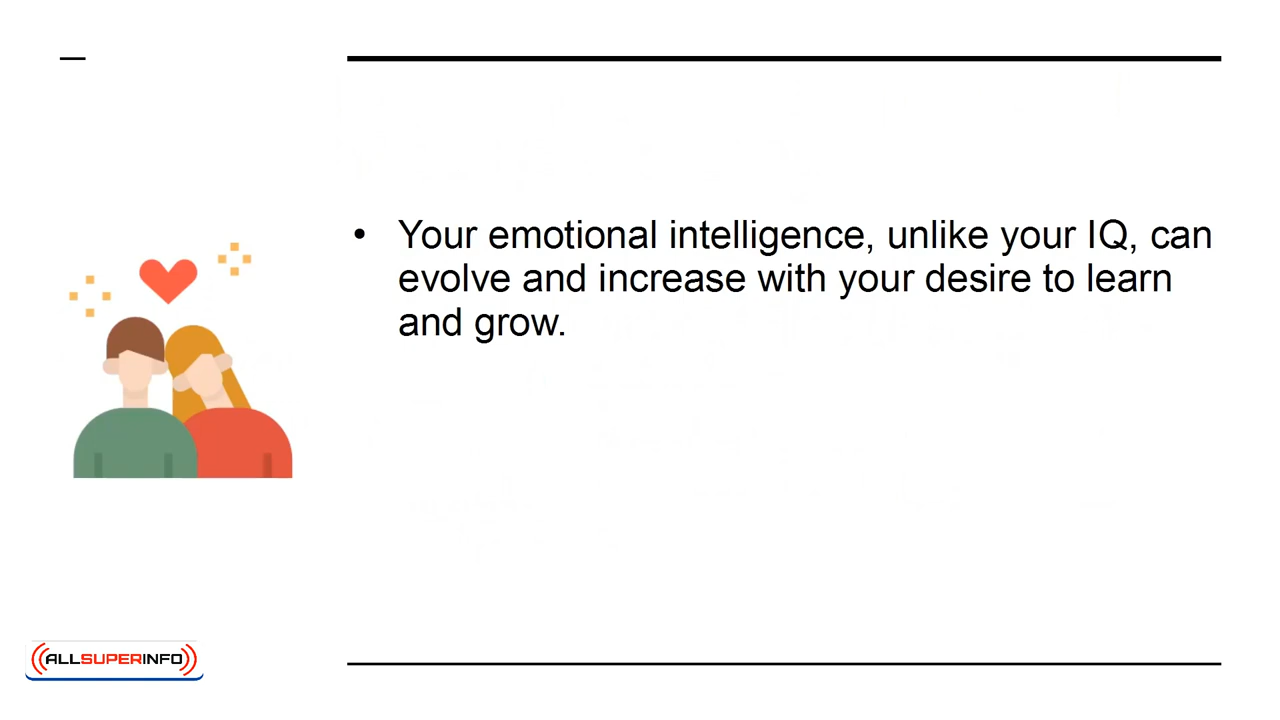 • Your emotional intelligence, unlike your IQ, can
evolve and increase with your desire to learn
and grow.
ALLSUPERINFO